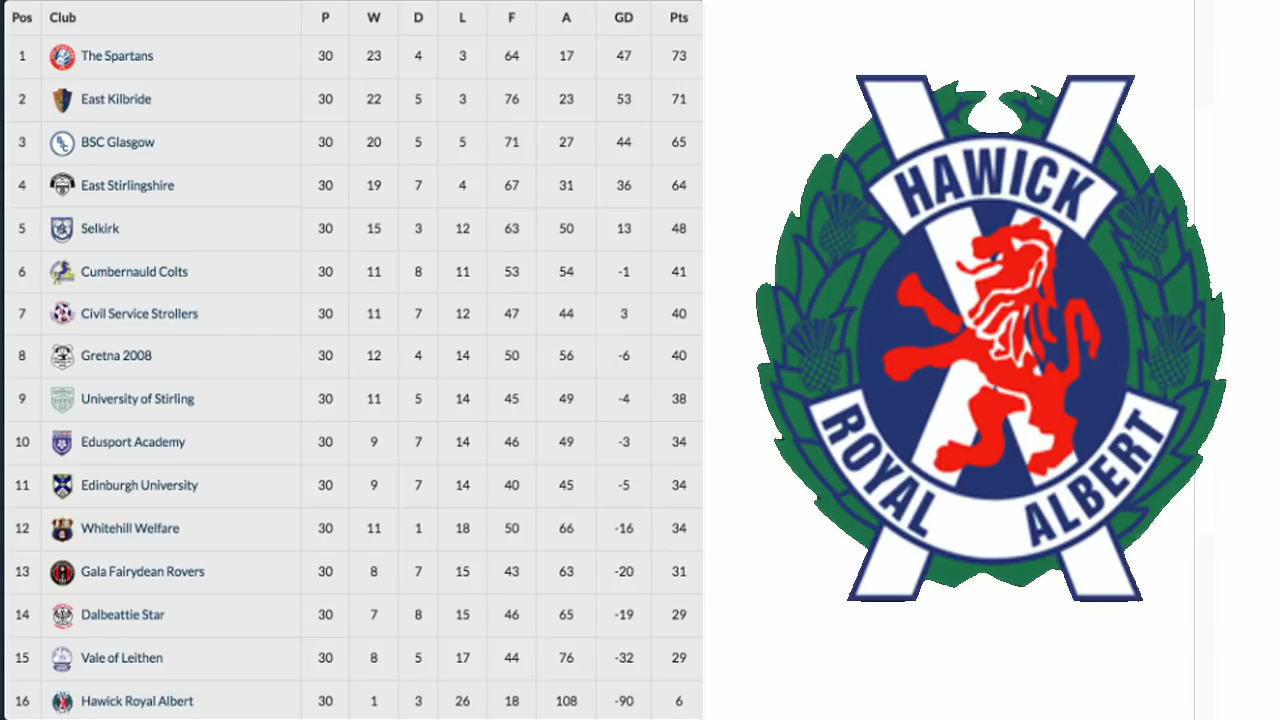 Pos Club P W D L F A GD Pts
1 The Spartans 30 23 4 3 64 17 47 73
2 East Kilbride 30 22 5 3 76 23 53 71
3 BSC Glasgow 30 20 5 5 71 27 44 65
4 East Stirlingshire 30 19 7 4 67 31 36 64
5 Selkirk 30 15 3 12 63 50 13 48
6 Cumbernauld Colts 30 11 8 11 53 54 -1 41
7 Civil Service Strollers 30 11 7 12 47 44 3 40
8 Gretna 2008 30 12 4 14 50 56 -6 40
9 University of Stirling 30 11 5 14 45 49 -4 38
10 Edusport Academy 30 9 7 14 46 49 -3 34
11 Edinburgh University 30 9 7 14 40 45 -5 34
12 Whitehill Welfare 30 11 1 18 50 66 -16 34
13 Gala Fairydean Rovers 30 8 7 15 43 63 -20 31
14 Dalbeattie Star 30 7 8 15 46 65 -19 29
15 Vale of Leithen 30 8 5 17 44 76 -32 29
16 Hawick Royal Albert 30 1 3 26 18 108 -90 6
HAWICK
ROYAL ALBERT